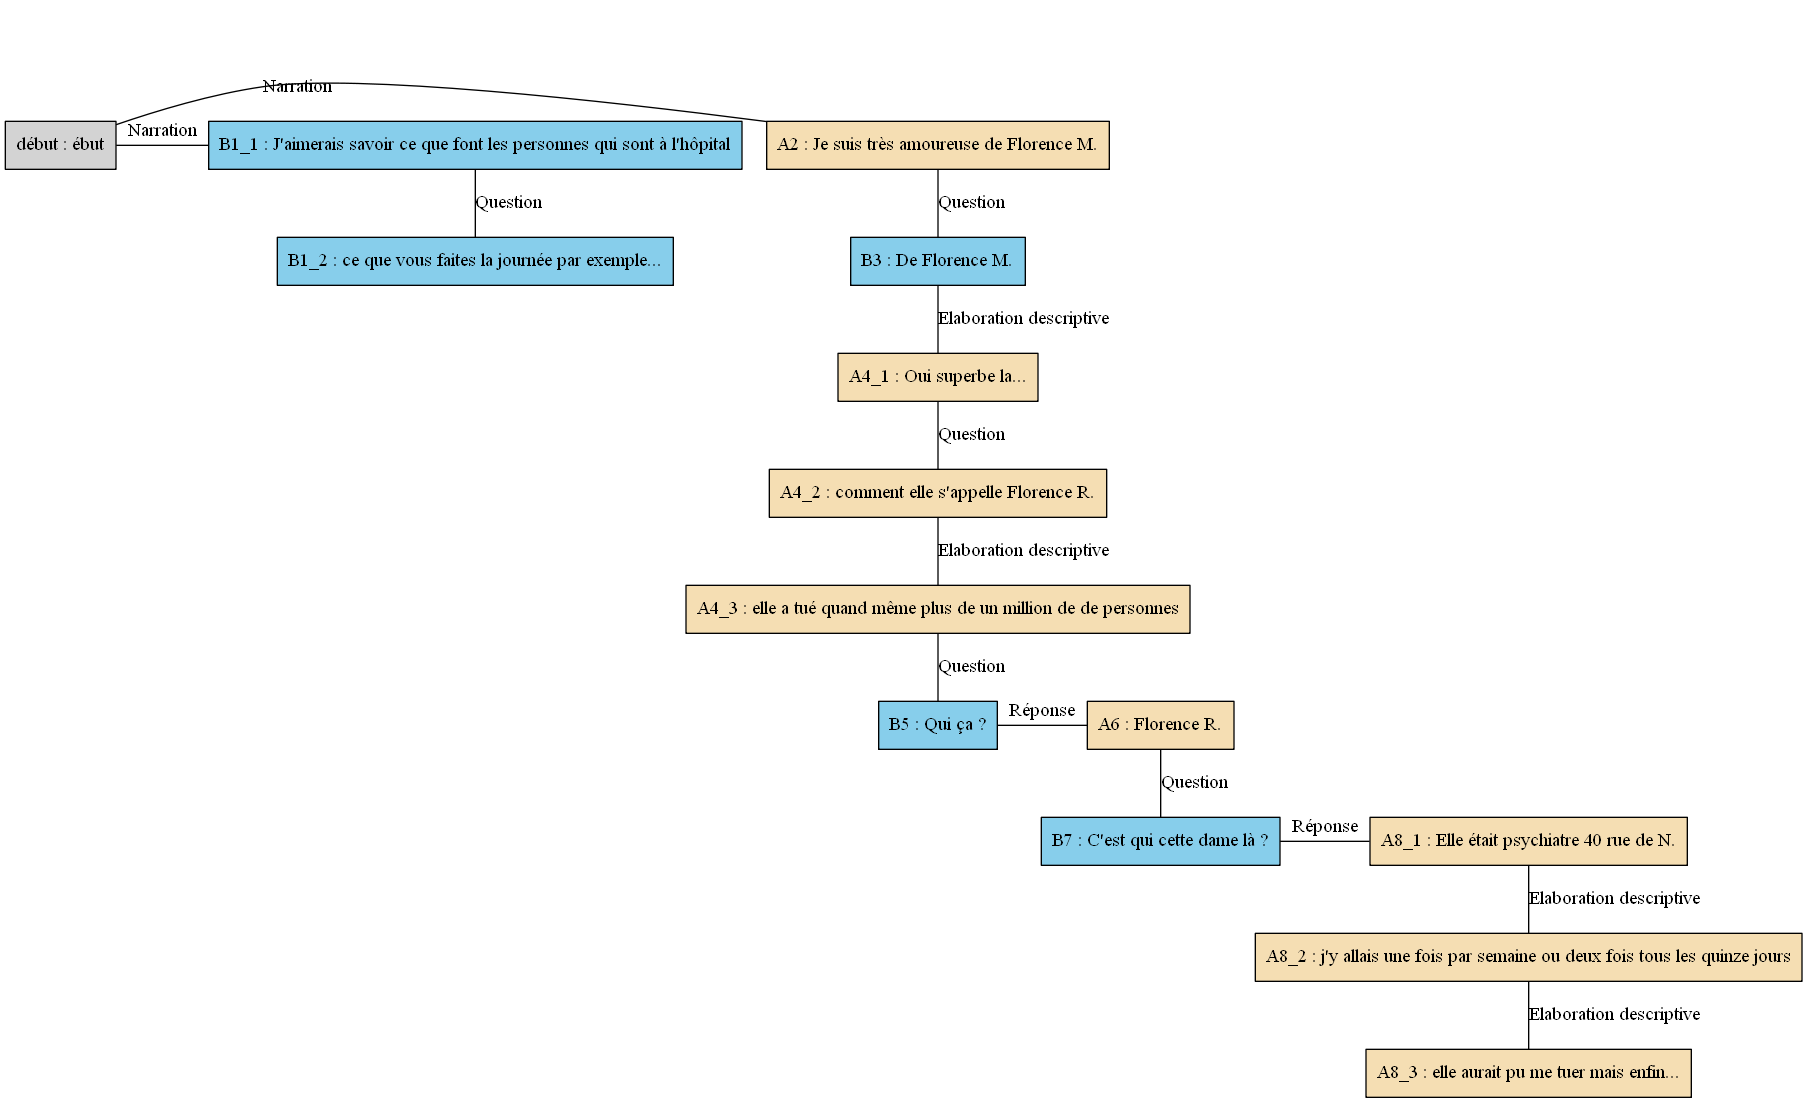 Narration
début : ébut
Narration
B1_1 : J'aimerais savoir ce que font les personnes qui sont à l'hôpital
A2 : Je suis très amoureuse de Florence M.
Question
Question
B1_2 : ce que vous faites la journée par exemple...
B3 : De Florence M.
Elaboration descriptive
A4_1 : Oui superbe la...
Question
A4_2 : comment elle s'appelle Florence R.
Elaboration descriptive
A4_3 : elle a tué quand même plus de un million de de personnes
Question
B5 : Qui ça ?
Réponse
A6 : Florence R.
Question
B7 : C'est qui cette dame là ?
Réponse
A8_1 : Elle était psychiatre 40 rue de N.
Elaboration descriptive
A8_2 : j'y allais une fois par semaine ou deux fois tous les quinze jours
Elaboration descriptive
A8_3 : elle aurait pu me tuer mais enfin...